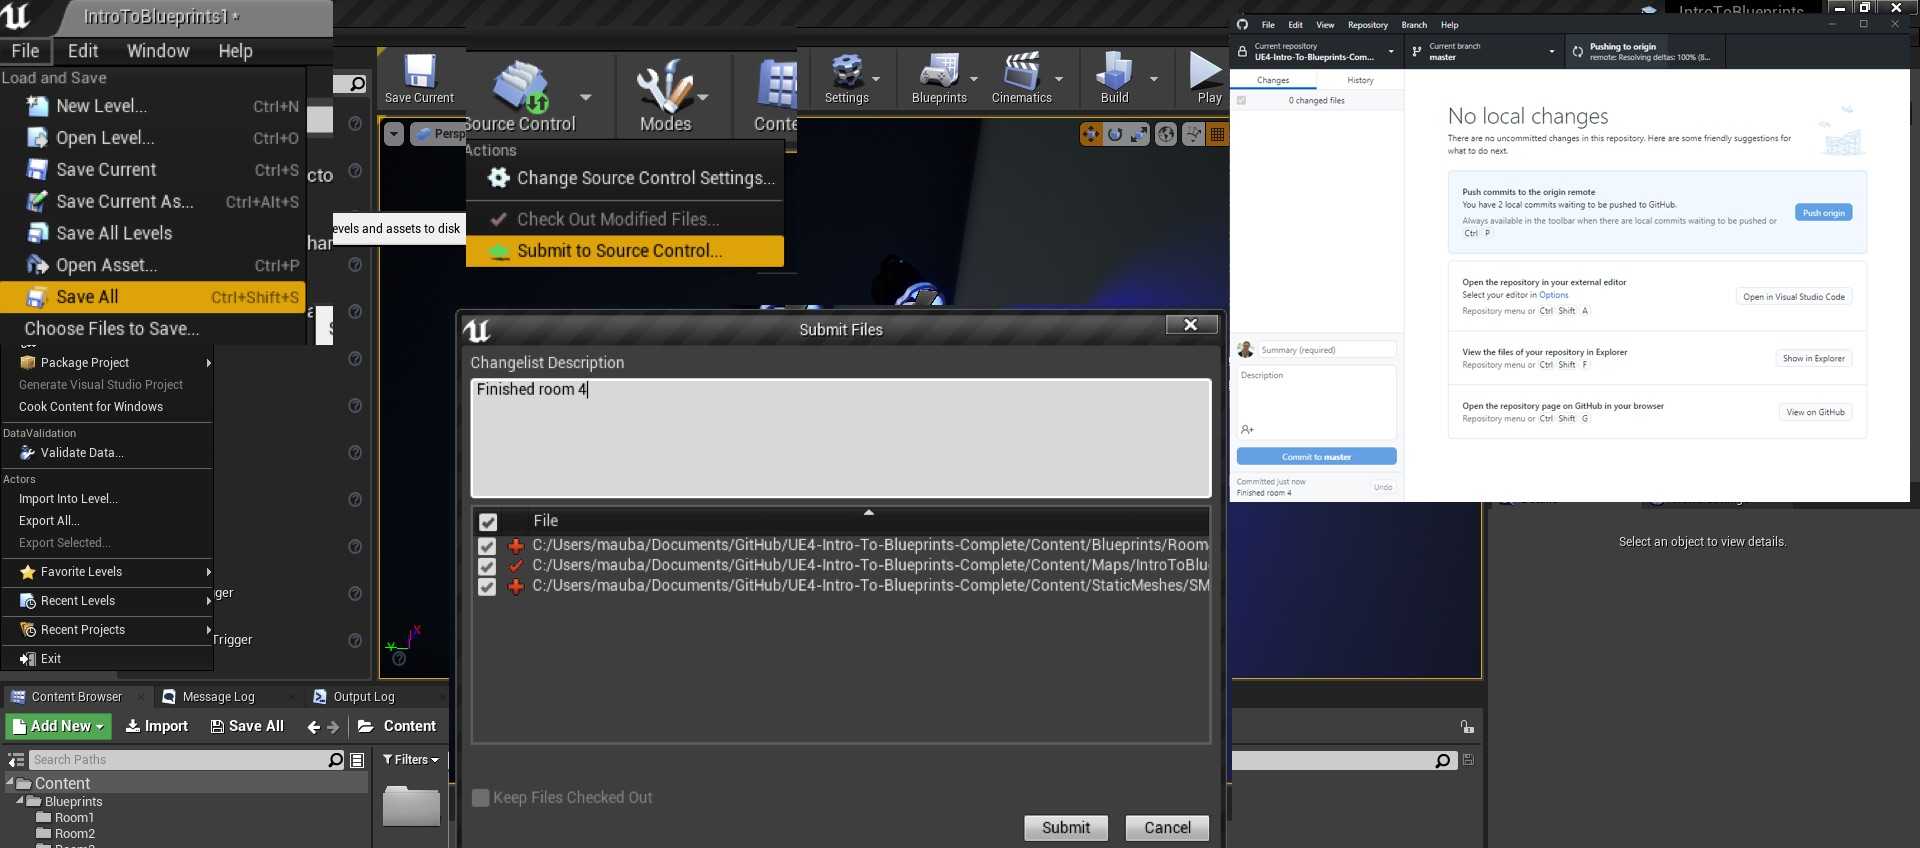 IntroToBlueprints1 *
File Edit Window Help
Load and Save
New Level... Ctrl+N
Open Level... Ctrl+O
Save Current Ctrl+S
Save Current As... Ctrl+Alt+S
Save All Levels
Open Asset... Ctrl+P
Save All Ctrl+Shift+S
Choose Files to Save...
Package Project
Generate Visual Studio Project
Cook Content for Windows
DataValidation
Validate Data...
Actors
Import Into Level...
Export All...
Export Selected...
Favorite Levels
Recent Levels
Recent Projects
Exit
evels and assets to disk
Trigger
Save Current
Source Control
Modes
Conte
Settings
Blueprints
Cinematics
Build
Play
Persp
Actions
Change Source Control Settings...
Check Out Modified Files...
Submit to Source Control...
Submit Files
Changelist Description
Finished room 4
File
C:/Users/mauba/Documents/GitHub/UE4-Intro-To-Blueprints-Complete/Content/Blueprints/Room
C:/Users/mauba/Documents/GitHub/UE4-Intro-To-Blueprints-Complete/Content/Maps/IntroToBlu
C:/Users/mauba/Documents/GitHub/UE4-Intro-To-Blueprints-Complete/Content/StaticMeshes/SM
Keep Files Checked Out
Submit
Cancel
Content Browser
Message Log
Output Log
Add New
Import
Save All
Content
Search Paths
Filters
Content
Blueprints
Room1
Room2
IntroToBlueprints
File Edit View Repository Branch Help
Current repository
UE4-Intro-To-Blueprints-Com...
Current branch
master
Pushing to origin
remote: Resolving deltas: 100% (8...
Changes
History
0 changed files
No local changes
There are no uncommitted changes in this repository. Here are some friendly suggestions for
what to do next.
Push commits to the origin remote
You have 2 local commits waiting to be pushed to GitHub.
Always available in the toolbar when there are local commits waiting to be pushed or
Ctrl P
Push origin
Open the repository in your external editor
Select your editor in Options
Repository menu or Ctrl Shift A
Open in Visual Studio Code
View the files of your repository in Explorer
Repository menu or Ctrl Shift F
Show in Explorer
Open the repository page on GitHub in your browser
Repository menu or Ctrl Shift G
View on GitHub
Summary (required)
Description
Commit to master
Committed just now
Finished room 4
Undo
Select an object to view details.